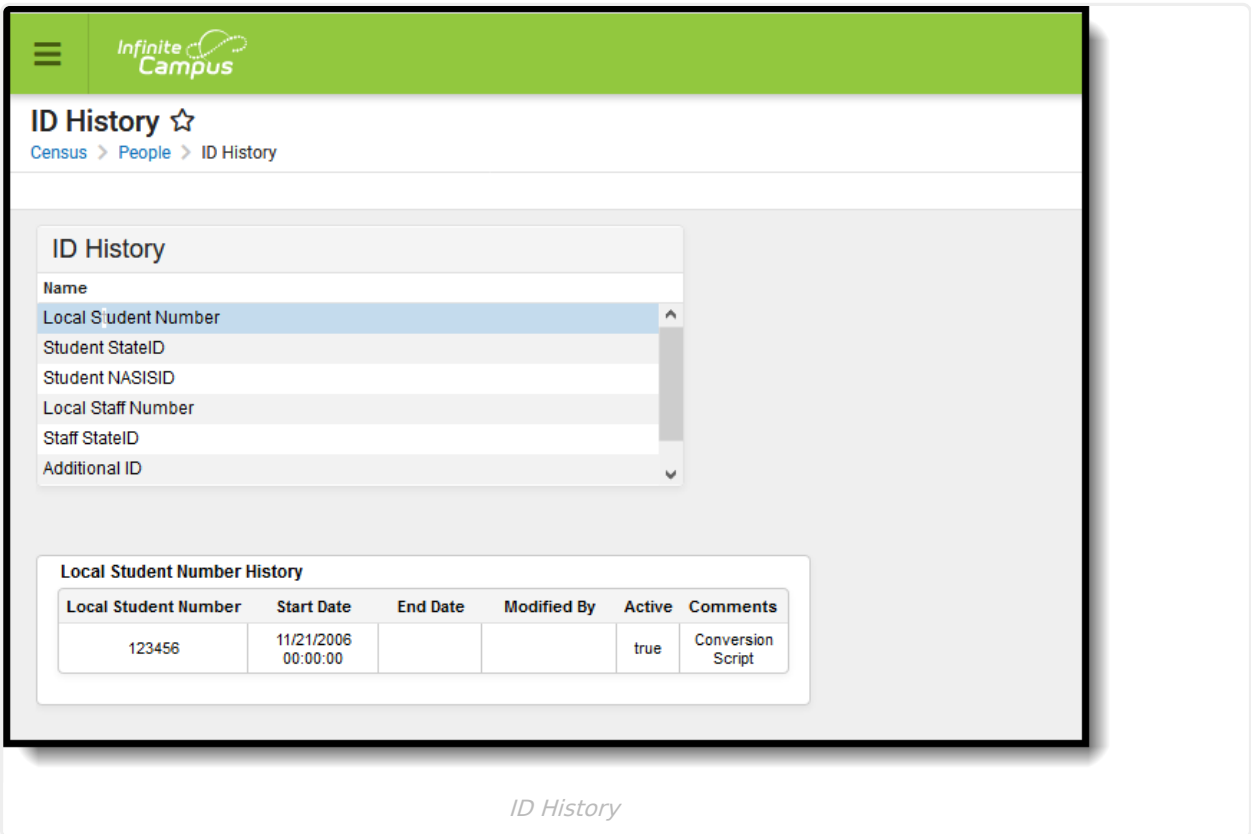 Infinite
Campus
ID History
Census > People > ID History
ID History
Name
Local Student Number
Student StateID
Student NASISID
Local Staff Number
Staff StateID
Additional ID
Local Student Number History
Local Student Number Start Date End Date Modified By Active Comments
123456 11/21/2006 00:00:00 true Conversion Script
ID History